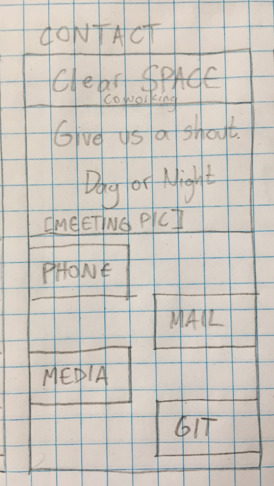 CONTACT
Clear SPACE
Coworking
Give us a shout.
Day or Night
[MEETING PIC]
PHONE
MAIL
MEDIA
GIT